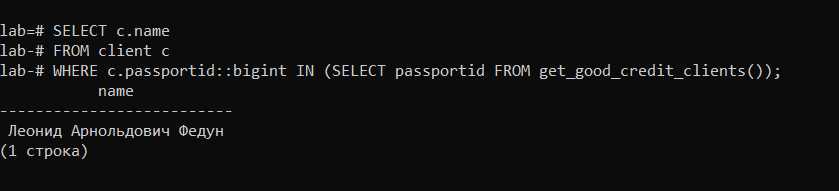 lab=# SELECT c.name
lab-# FROM client c
lab-# WHERE c.passportid::bigint IN (SELECT passportid FROM get_good_credit_clients());
name
--------------------------
Леонид Арнольдович Федун
(1 строка)